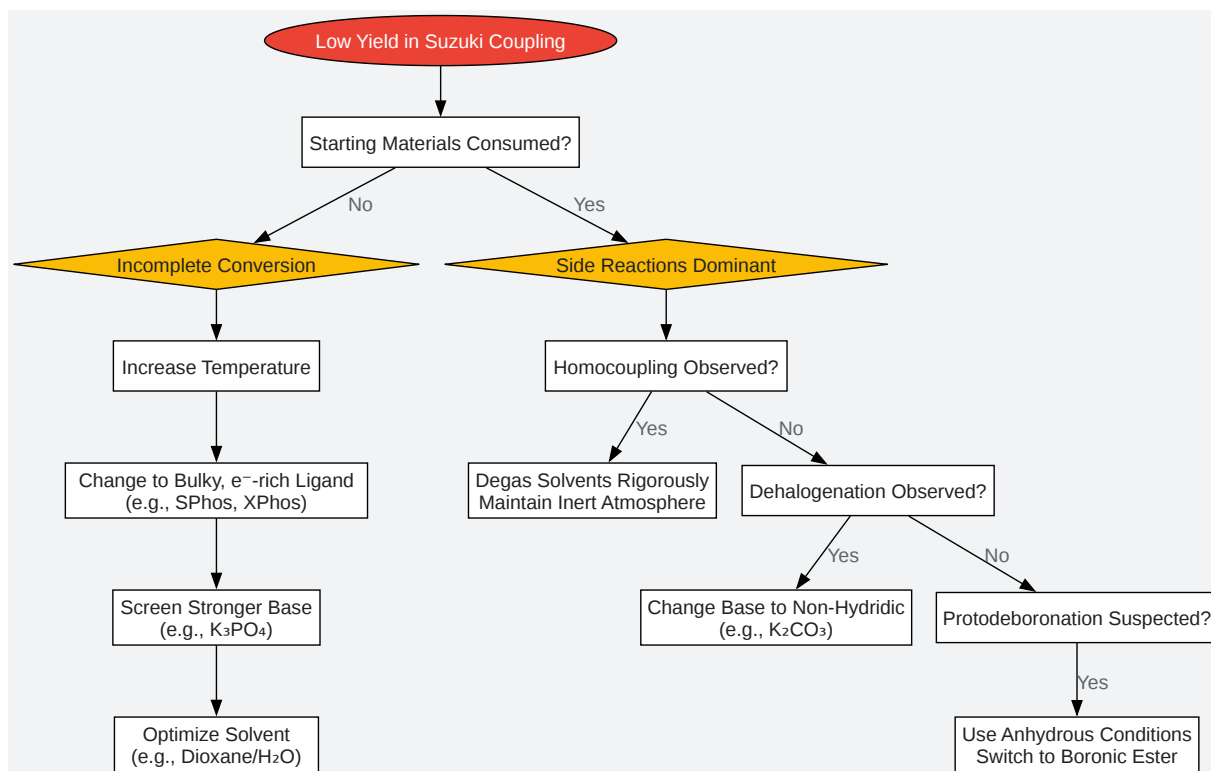 Low Yield in Suzuki Coupling
Starting Materials Consumed?
No
Yes
Incomplete Conversion
Side Reactions Dominant
Increase Temperature
Homocoupling Observed?
Yes
No
Change to Bulky, e⁻-rich Ligand
(e.g., SPhos, XPhos)
Degas Solvents Rigorously
Maintain Inert Atmosphere
Dehalogenation Observed?
Yes
No
Screen Stronger Base
(e.g., K₃PO₄)
Change Base to Non-Hydridic
(e.g., K₂CO₃)
Protodeboronation Suspected?
Yes
Optimize Solvent
(e.g., Dioxane/H₂O)
Use Anhydrous Conditions
Switch to Boronic Ester